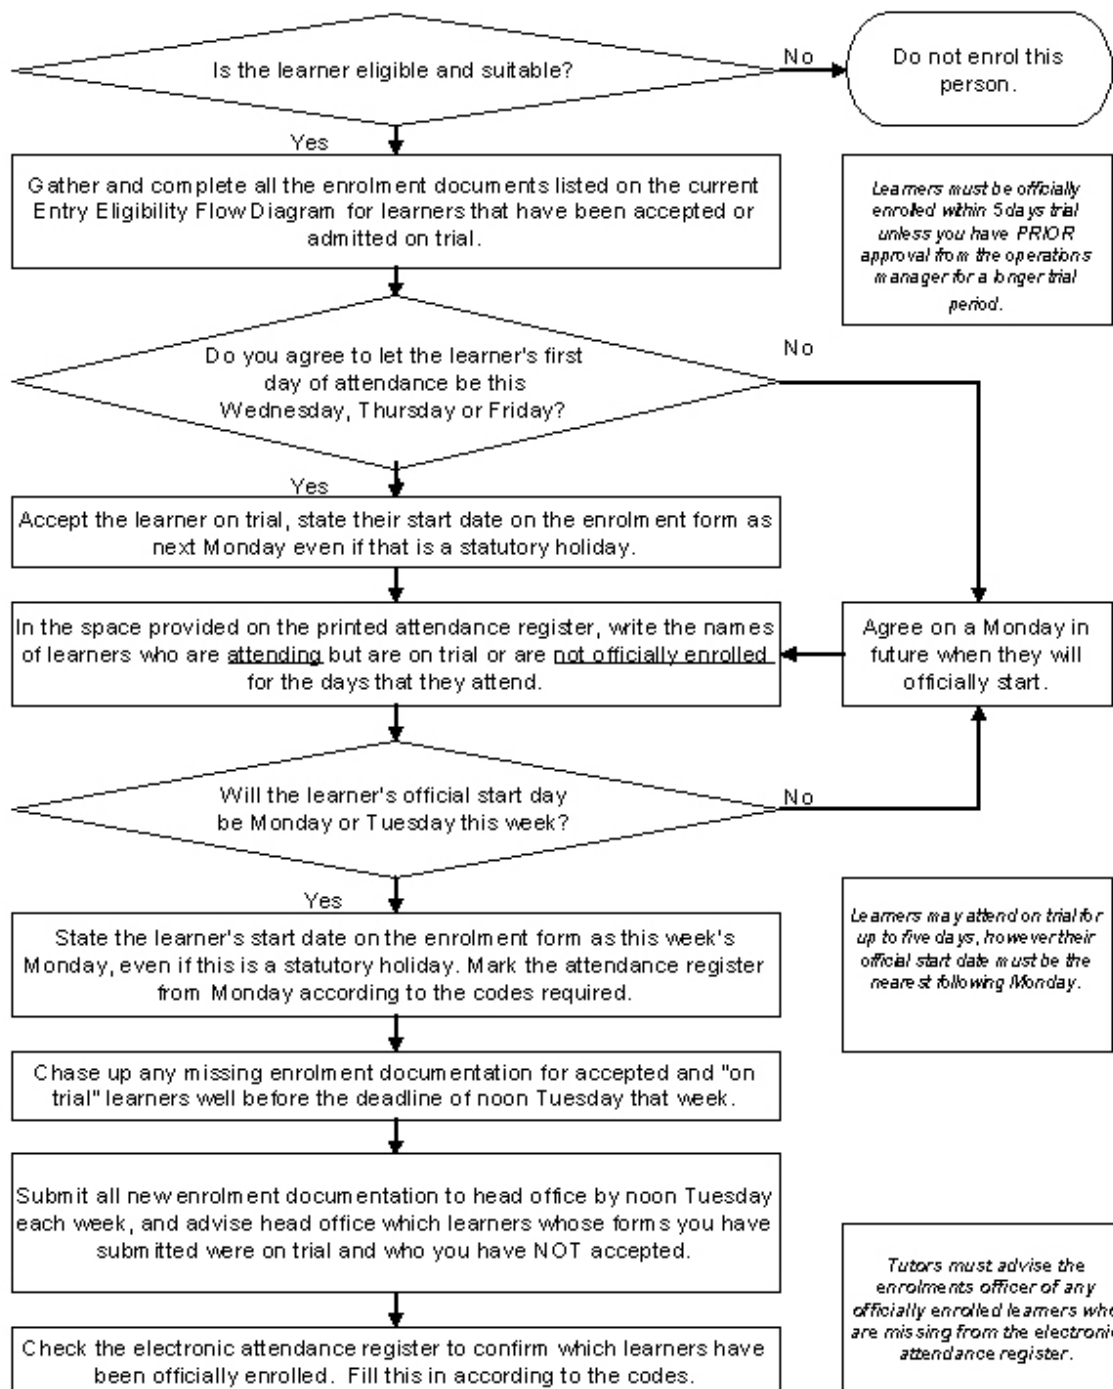 Is the learner eligible and suitable?
No
Do not enrol this
person.
Yes
Gather and complete all the enrolment documents listed on the current
Entry Eligibility Flow Diagram for learners that have been accepted or
admitted on trial.
Learners must be officially
enrolled within 5 days trial
unless you have PRIOR
approval from the operations
manager for a longer trial
period.
Do you agree to let the learner's first
day of attendance be this
Wednesday, Thursday or Friday?
No
Yes
Accept the learner on trial, state their start date on the enrolment form as
next Monday even if that is a statutory holiday.
In the space provided on the printed attendance register, write the names
of learners who are attending but are on trial or are not officially enrolled
for the days that they attend.
Agree on a Monday in
future when they will
officially start.
Will the learner's official start day
be Monday or Tuesday this week?
No
Yes
State the learner's start date on the enrolment form as this week's
Monday, even if this is a statutory holiday. Mark the attendance register
from Monday according to the codes required.
Learners may attend on trial for
up to five days, however their
official start date must be the
nearest following Monday.
Chase up any missing enrolment documentation for accepted and "on
trial" learners well before the deadline of noon Tuesday that week.
Submit all new enrolment documentation to head office by noon Tuesday
each week, and advise head office which learners whose forms you have
submitted were on trial and who you have NOT accepted.
Tutors must advise the
enrolments officer of any
officially enrolled learners who
are missing from the electronic
attendance register.
Check the electronic attendance register to confirm which learners have
been officially enrolled. Fill this in according to the codes.